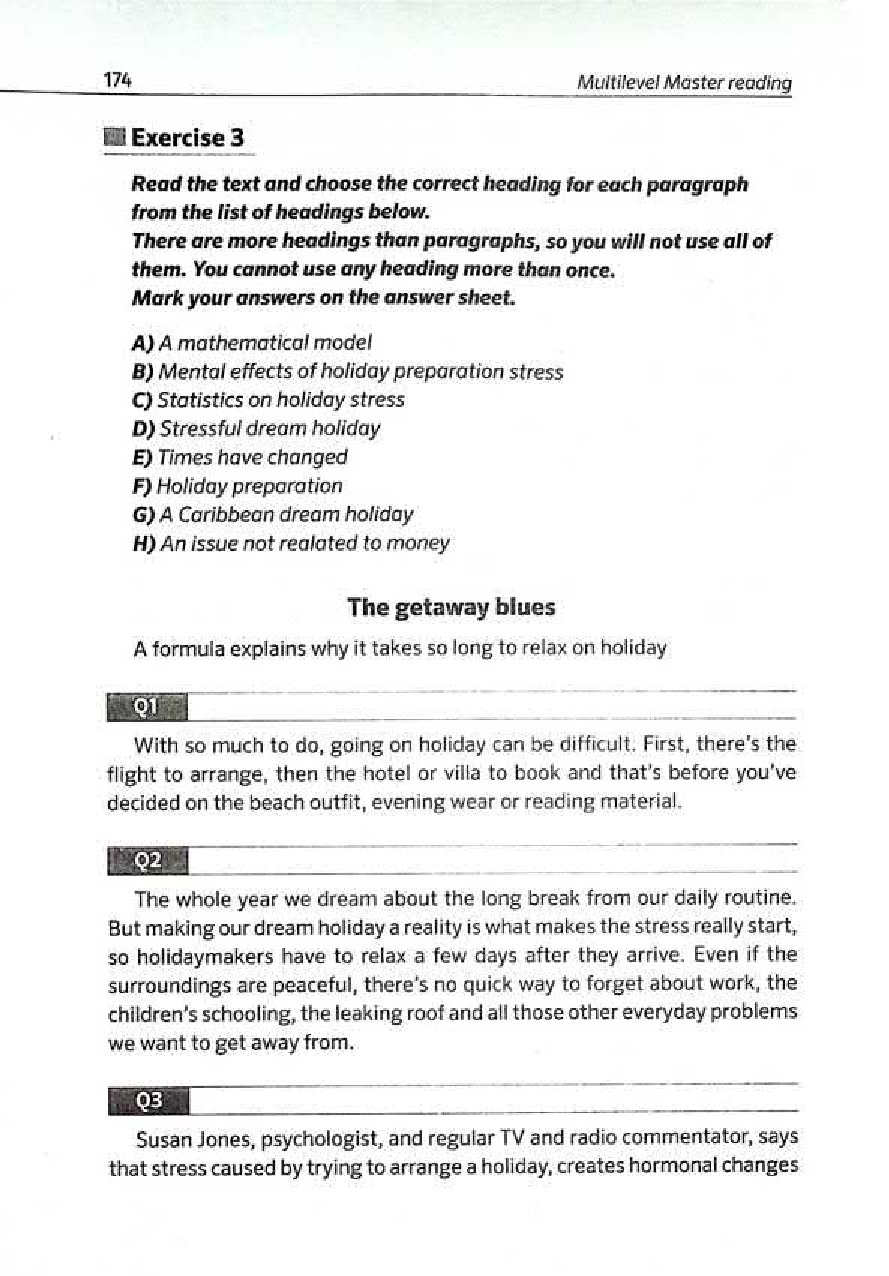 174
Multilevel Master reading
Exercise 3
Read the text and choose the correct heading for each paragraph
from the list of headings below.
There are more headings than paragraphs, so you will not use all of
them. You cannot use any heading more than once.
Mark your answers on the answer sheet.
A) A mathematical model
B) Mental effects of holiday preparation stress
C) Statistics on holiday stress
D) Stressful dream holiday
E) Times have changed
F) Holiday preparation
G) A Caribbean dream holiday
H) An issue not realated to money
The getaway blues
A formula explains why it takes so long to relax on holiday
Q1
With so much to do, going on holiday can be difficult. First, there's the
flight to arrange, then the hotel or villa to book and that's before you've
decided on the beach outfit, evening wear or reading material.
Q2
The whole year we dream about the long break from our daily routine.
But making our dream holiday a reality is what makes the stress really start,
so holidaymakers have to relax a few days after they arrive. Even if the
surroundings are peaceful, there's no quick way to forget about work, the
children's schooling, the leaking roof and all those other everyday problems
we want to get away from.
Q3
Susan Jones, psychologist, and regular TV and radio commentator, says
that stress caused by trying to arrange a holiday, creates hormonal changes